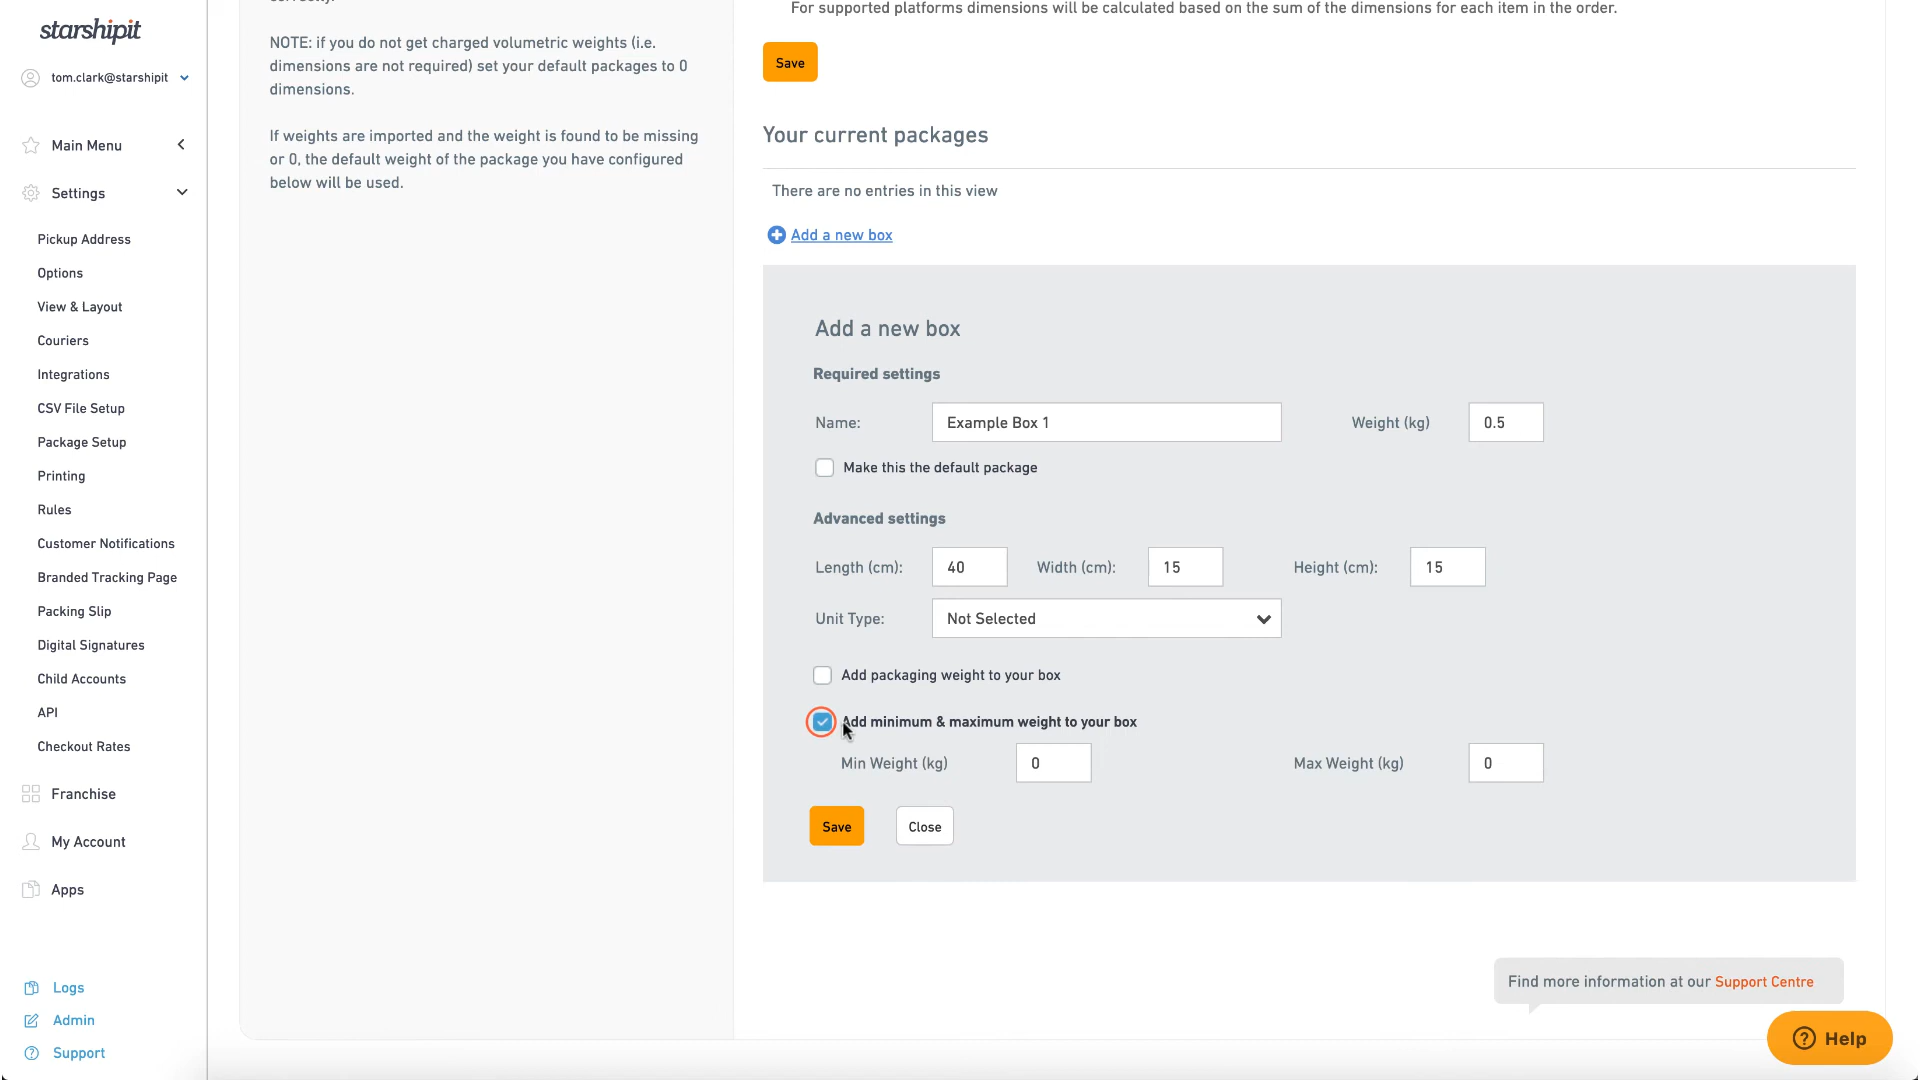 starshipit
tom.clark@starshipit
Main Menu
Settings
Pickup Address
Options
View & Layout
Couriers
Integrations
CSV File Setup
Package Setup
Printing
Rules
Customer Notifications
Branded Tracking Page
Packing Slip
Digital Signatures
Child Accounts
API
Checkout Rates
Franchise
My Account
Apps
Logs
Admin
Support
NOTE: if you do not get charged volumetric weights (i.e.
dimensions are not required) set your default packages to 0
dimensions.
If weights are imported and the weight is found to be missing
or 0, the default weight of the package you have configured
below will be used.
For supported platforms dimensions will be calculated based on the sum of the dimensions for each item in the order.
Save
Your current packages
There are no entries in this view
Add a new box
Add a new box
Required settings
Name: Example Box 1 Weight (kg) 0.5
Make this the default package
Advanced settings
Length (cm): 40 Width (cm): 15 Height (cm): 15
Unit Type: Not Selected
Add packaging weight to your box
Add minimum & maximum weight to your box
Min Weight (kg) 0 Max Weight (kg) 0
Save Close
Find more information at our Support Centre
Help